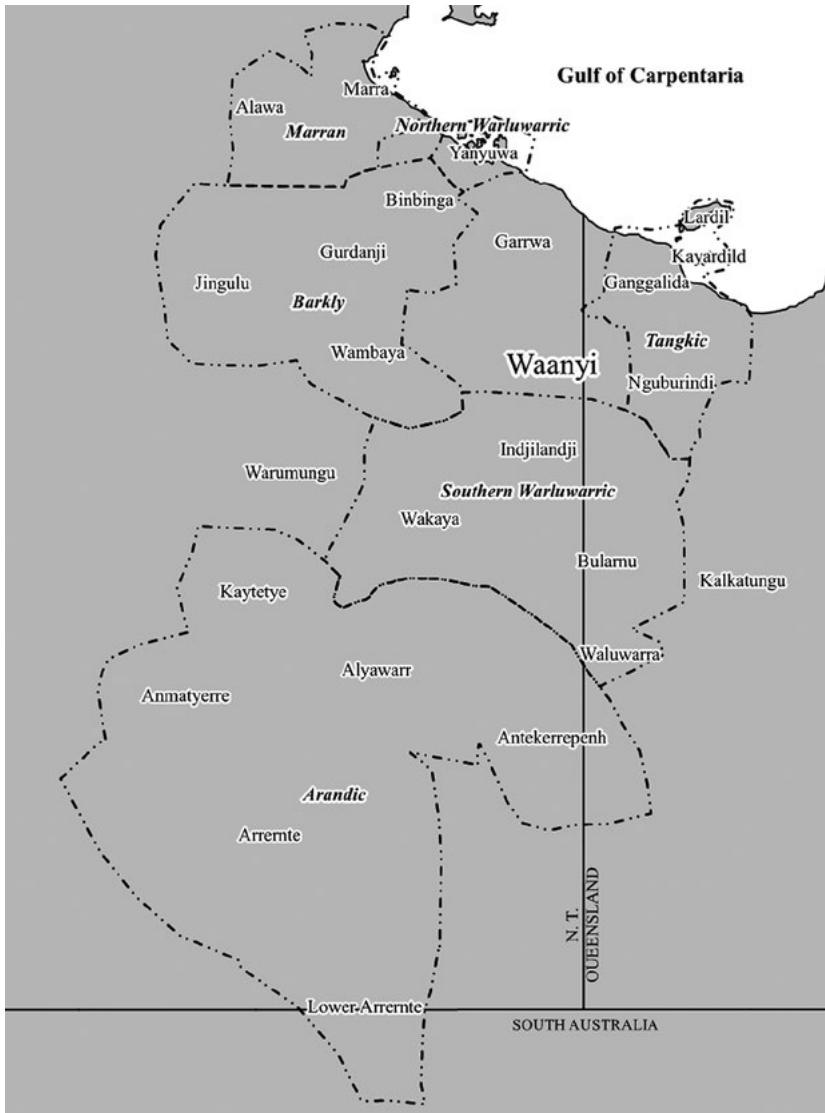 Gulf of Carpentaria
Marra
Alawa
Marran
Northern Warluwarric
Yanyuwa
Binbinga
Lardil
Garrwa
Gurdanji
Kayardild
Jingulu
Ganggalida
Barkly
Wambaya
Tangkic
Waanyi
Nguburindi
Indjilandji
Warumungu
Southern Warluwarric
Wakaya
Bularnu
Kalkatungu
Kaytetye
Waluwarra
Alyawarr
Anmatyerre
Antekerrepenh
Arandic
Arrernte
N. T.
QUEENSLAND
Lower Arrernte
SOUTH AUSTRALIA